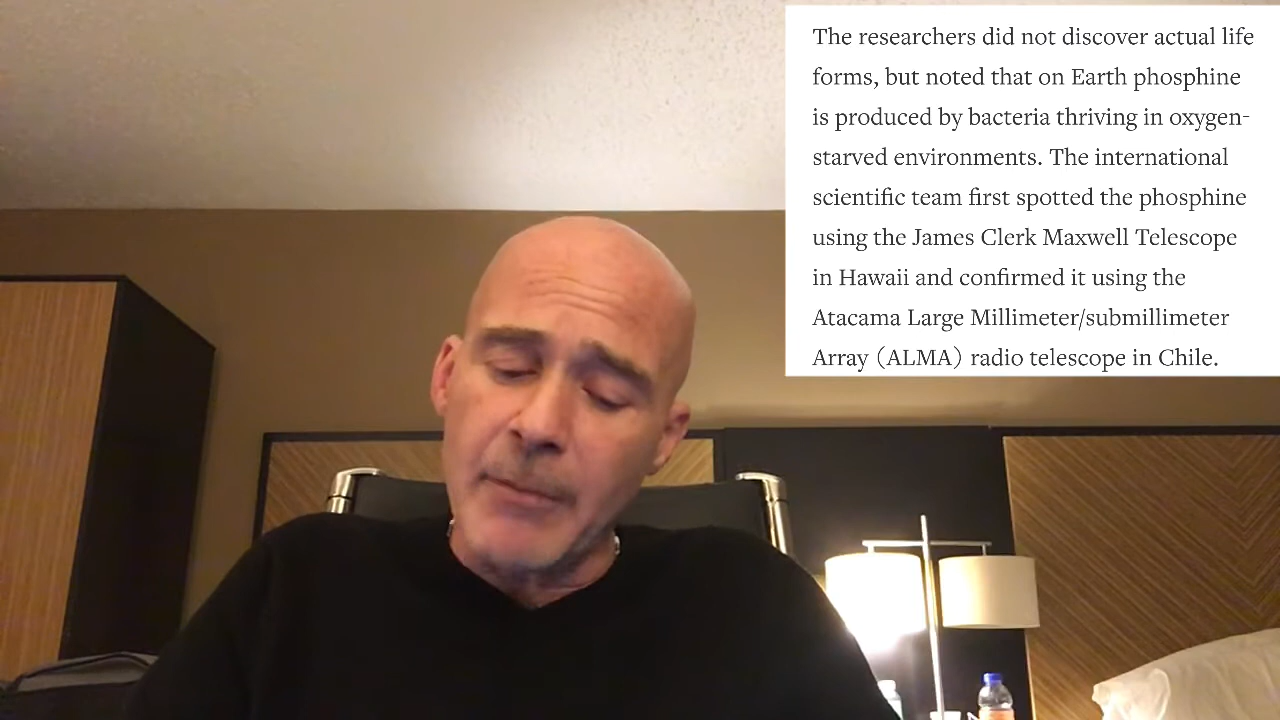 The researchers did not discover actual life
forms, but noted that on Earth phosphine
is produced by bacteria thriving in oxygen-
starved environments. The international
scientific team first spotted the phosphine
using the James Clerk Maxwell Telescope
in Hawaii and confirmed it using the
Atacama Large Millimeter/submillimeter
Array (ALMA) radio telescope in Chile.